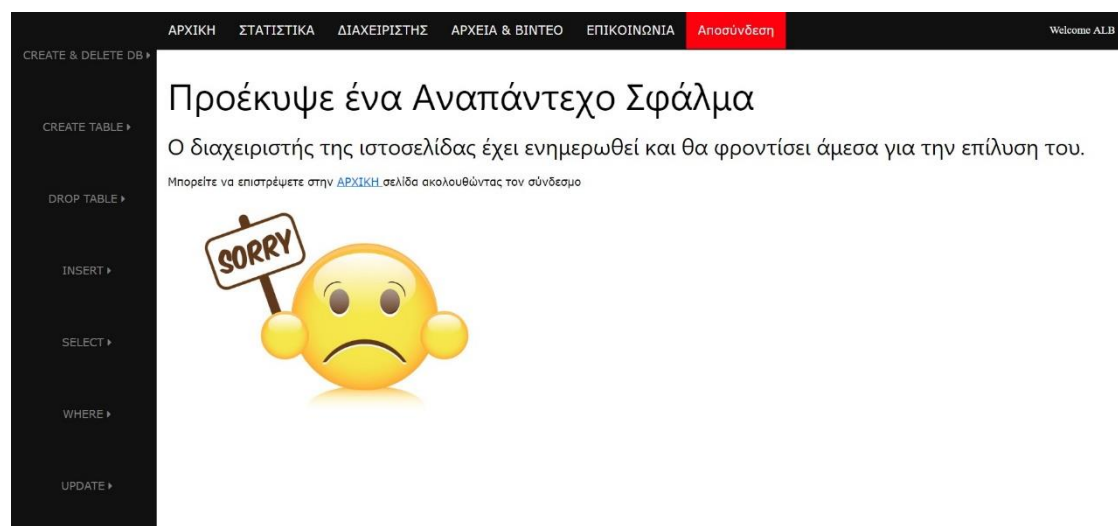 ΑΡΧΙΚΗ ΣΤΑΤΙΣΤΙΚΑ ΔΙΑΧΕΙΡΙΣΤΗΣ ΑΡΧΕΙΑ & ΒΙΝΤΕΟ ΕΠΙΚΟΙΝΩΝΙΑ Αποσύνδεση Welcome ALB
CREATE & DELETE DB
CREATE TABLE
DROP TABLE
INSERT
SELECT
WHERE
UPDATE
Προέκυψε ένα Αναπάντεχο Σφάλμα
Ο διαχειριστής της ιστοσελίδας έχει ενημερωθεί και θα φροντίσει άμεσα για την επίλυση του.
Μπορείτε να επιστρέψετε στην ΑΡΧΙΚΗ σελίδα ακολουθώντας τον σύνδεσμο
SORRY